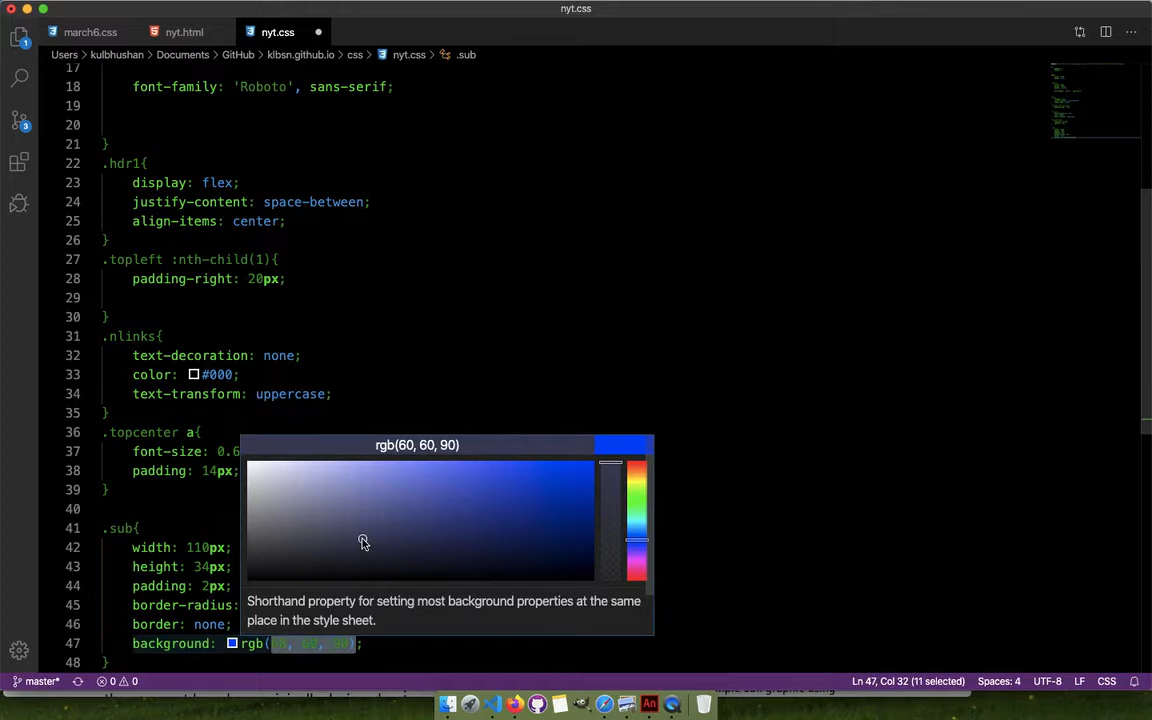 nyt.css
march6.css nyt.html nyt.css
Users > kulbhushan > Documents > GitHub > klbsn.github.io > css > nyt.css > .sub
17
18 font-family: 'Roboto', sans-serif;
19
20
21 }
22 .hdr1{
23 display: flex;
24 justify-content: space-between;
25 align-items: center;
26 }
27 .topleft :nth-child(1){
28 padding-right: 20px;
29
30 }
31 .nlinks{
32 text-decoration: none;
33 color: #000;
34 text-transform: uppercase;
35 }
36 .topcenter a{
37 font-size: 0.6
38 padding: 14px;
39 }
40
41 .sub{
42 width: 110px;
43 height: 34px;
44 padding: 2px;
45 border-radius:
46 border: none;
47 background: rgb(60, 60, 90);
48 }
rgb(60, 60, 90)
Shorthand property for setting most background properties at the same
place in the style sheet.
1
3
master* 0 0 Ln 47, Col 32 (11 selected) Spaces: 4 UTF-8 LF CSS
An